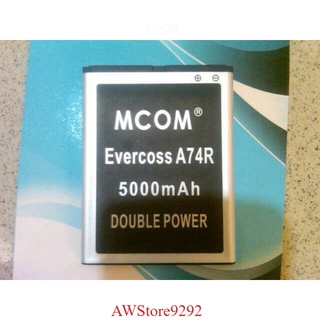 MCOM®
Evercoss A74R
5000mAh
DOUBLE POWER
AWStore9292